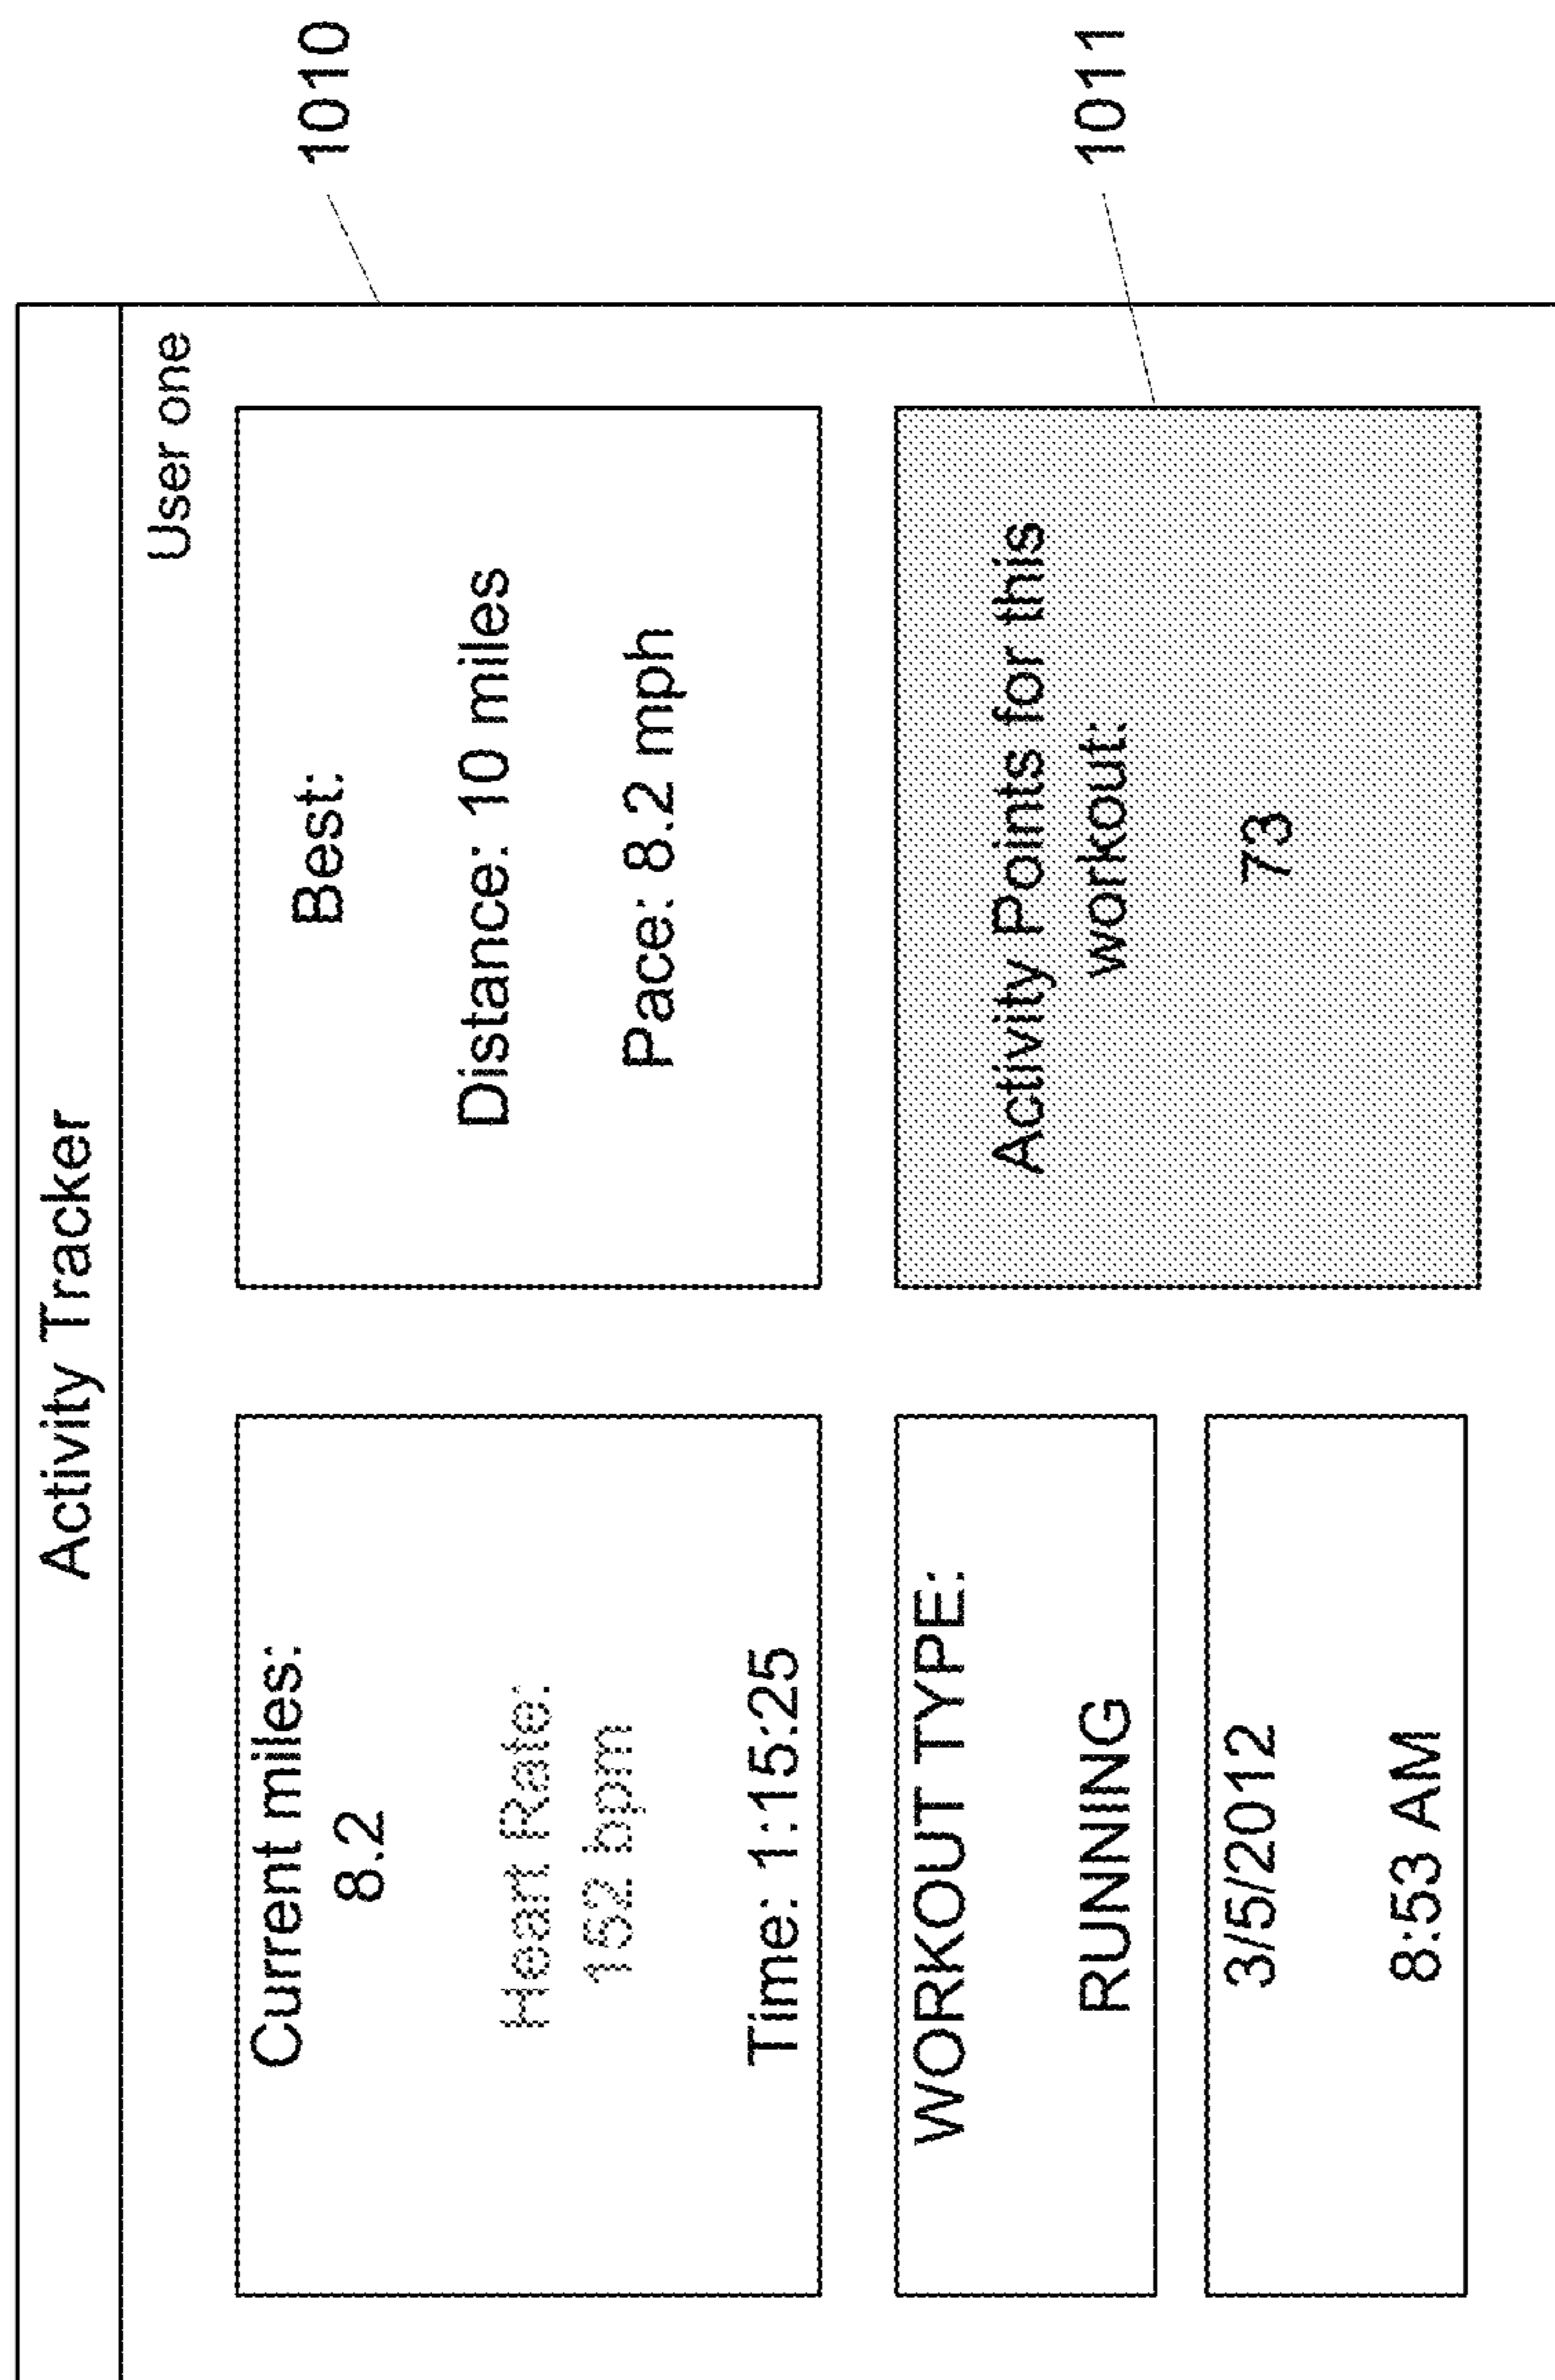 Activity Tracker
User one
1010
Current miles:
8.2
Heart Rate:
152 bpm
Time: 1:15:25
Best:
Distance: 10 miles
Pace: 8.2 mph
WORKOUT TYPE:
RUNNING
3/5/2012
8:53 AM
Activity Points for this
workout:
73
1011